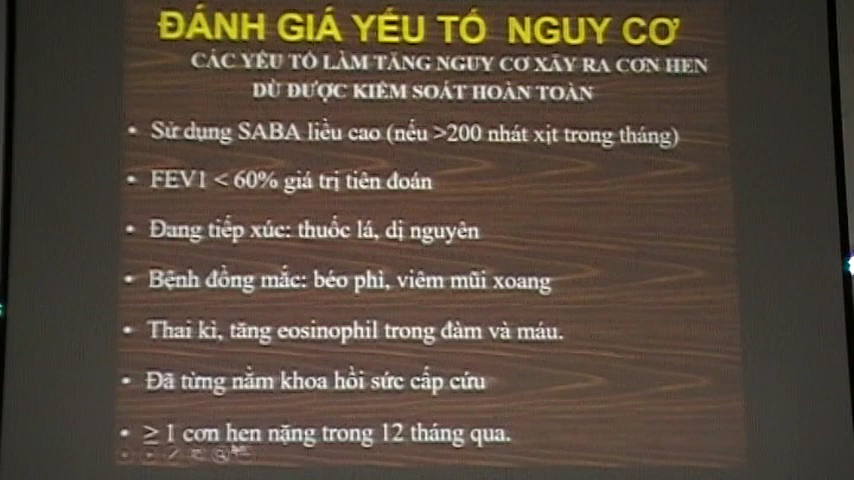 ĐÁNH GIÁ YẾU TỐ NGUY CƠ
CÁC YẾU TỐ LÀM TĂNG NGUY CƠ XẢY RA CƠN HEN
DÙ ĐƯỢC KIỂM SOÁT HOÀN TOÀN
• Sử dụng SABA liều cao (nếu >200 nhát xịt trong tháng)
• FEV1 < 60% giá trị tiên đoán
• Đang tiếp xúc: thuốc lá, dị nguyên
• Bệnh đồng mắc: béo phì, viêm mũi xoang
• Thai kì, tăng eosinophil trong đàm và máu.
• Đã từng nằm khoa hồi sức cấp cứu
• ≥ 1 cơn hen nặng trong 12 tháng qua.